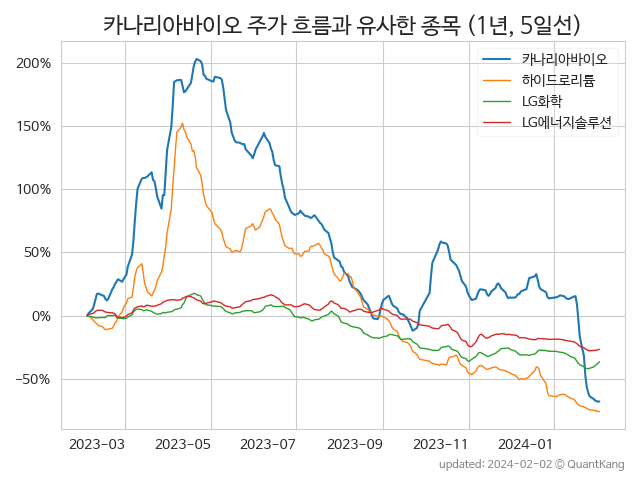 카나리아바이오 주가 흐름과 유사한 종목 (1년, 5일선)
카나리아바이오
하이드로리튬
LG화학
LG에너지솔루션
200%
150%
100%
50%
0%
−50%
2023−03 2023−05 2023−07 2023−09 2023−11 2024−01
updated: 2024-02-02 © QuantKang